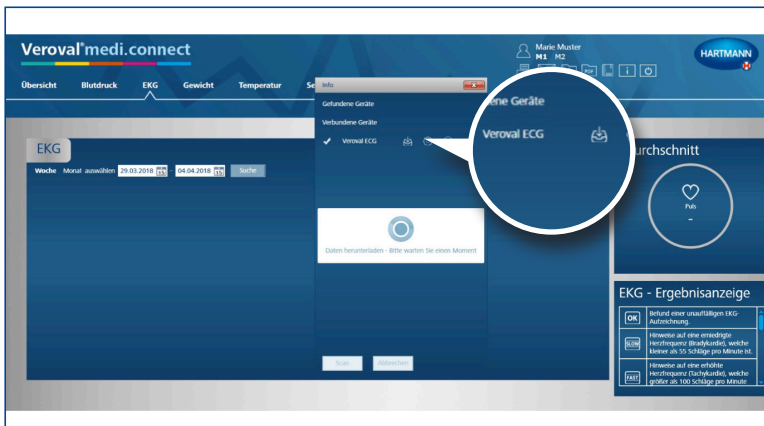 Veroval® medi.connect
Marie Muster
M1 M2
HARTMANN
Übersicht Blutdruck EKG Gewicht Temperatur
Info
Gefundene Geräte
Verbundene Geräte
Veroval ECG
ene Geräte
Veroval ECG
EKG
Woche Monat auswählen 29.03.2018 15 - 04.04.2018 15 Suche
Daten herunterladen - Bitte warten Sie einen Moment
Scan Abbrechen
urchschnitt
Puls
-
EKG - Ergebnisanzeige
OK Befund einer unauffälligen EKG-
Aufzeichnung.
SLOW Hinweise auf eine erniedrigte
Herzfrequenz (Bradykardie), welche
kleiner als 55 Schläge pro Minute ist.
FAST Hinweise auf eine erhöhte
Herzfrequenz (Tachykardie), welche
größer als 100 Schläge pro Minute